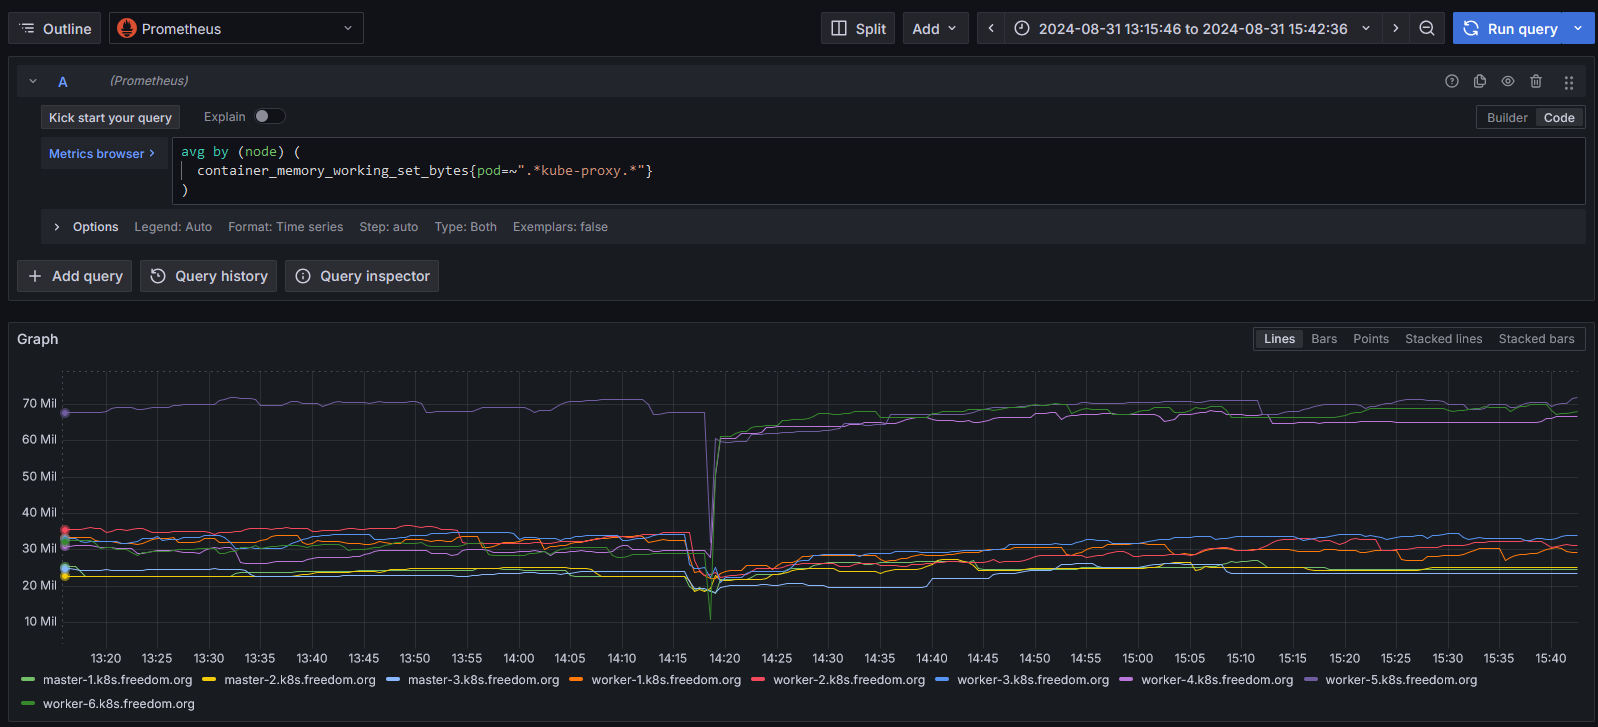 Outline Prometheus Split Add 2024-08-31 13:15:46 to 2024-08-31 15:42:36 Run query
A (Prometheus)
Kick start your query Explain Builder Code
Metrics browser > avg by (node) (
container_memory_working_set_bytes{pod=~".*kube-proxy.*"}
)
Options Legend: Auto Format: Time series Step: auto Type: Both Exemplars: false
+ Add query Query history Query inspector
Graph Lines Bars Points Stacked lines Stacked bars
70 Mil
60 Mil
50 Mil
40 Mil
30 Mil
20 Mil
10 Mil
13:20 13:25 13:30 13:35 13:40 13:45 13:50 13:55 14:00 14:05 14:10 14:15 14:20 14:25 14:30 14:35 14:40 14:45 14:50 14:55 15:00 15:05 15:10 15:15 15:20 15:25 15:30 15:35 15:40
master-1.k8s.freedom.org master-2.k8s.freedom.org master-3.k8s.freedom.org worker-1.k8s.freedom.org worker-2.k8s.freedom.org worker-3.k8s.freedom.org worker-4.k8s.freedom.org worker-5.k8s.freedom.org
worker-6.k8s.freedom.org